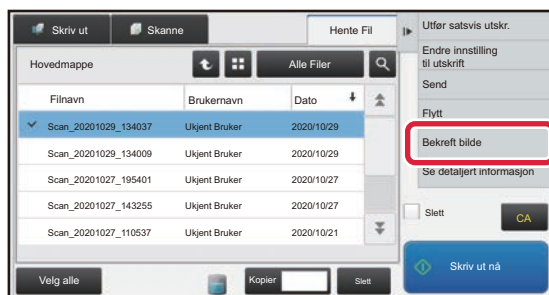 Skriv ut
Skanne
Hente Fil
Hovedmappe
Alle Filer
Filnavn Brukernavn Dato
Scan_20201029_134037 Ukjent Bruker 2020/10/29
Scan_20201029_134009 Ukjent Bruker 2020/10/29
Scan_20201027_195401 Ukjent Bruker 2020/10/27
Scan_20201027_143255 Ukjent Bruker 2020/10/27
Scan_20201027_110537 Ukjent Bruker 2020/10/21
Velg alle
Kopier
Slett
Utfør satsvis utskr.
Endre innstilling
til utskrift
Send
Flytt
Bekreft bilde
Se detaljert informasjon
Slett
CA
Skriv ut nå